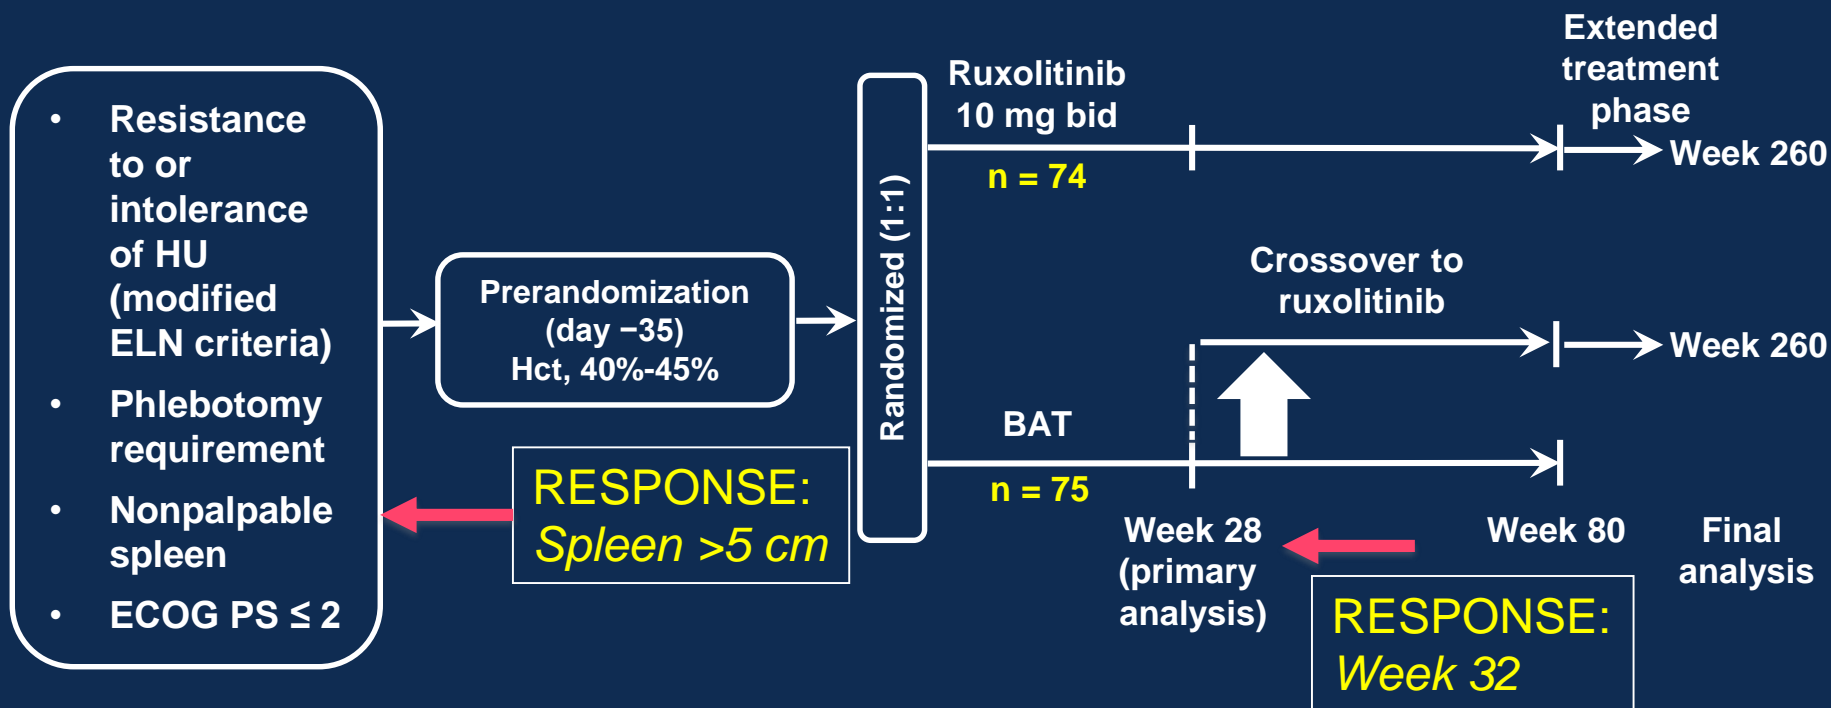 • Resistance
to or
intolerance
of HU
(modified
ELN criteria)
• Phlebotomy
requirement
• Nonpalpable
spleen
• ECOG PS ≤ 2
Prerandomization
(day −35)
Hct, 40%-45%
RESPONSE:
Spleen >5 cm
Randomized (1:1)
Ruxolitinib
10 mg bid
n = 74
Extended
treatment
phase
Week 260
Crossover to
ruxolitinib
Week 260
BAT
n = 75
Week 28
(primary
analysis)
Week 80
Final
analysis
RESPONSE:
Week 32